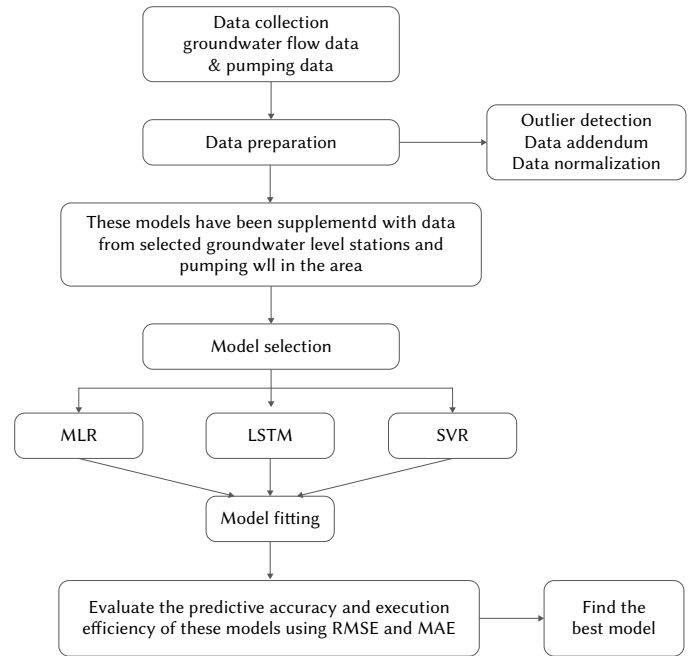 Data collection
groundwater flow data
& pumping data
Data preparation
Outlier detection
Data addendum
Data normalization
These models have been supplementd with data
from selected groundwater level stations and
pumping wll in the area
Model selection
MLR
LSTM
SVR
Model fitting
Evaluate the predictive accuracy and execution
efficiency of these models using RMSE and MAE
Find the
best model